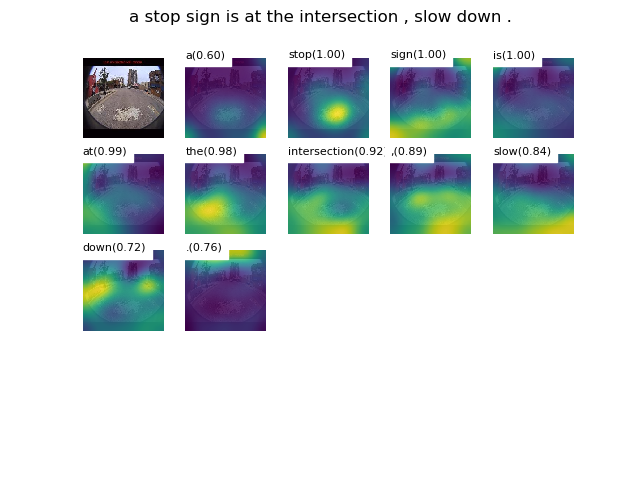 a stop sign is at the intersection , slow down .
a(0.60) stop(1.00) sign(1.00) is(1.00)
at(0.99) the(0.98) intersection(0.92) ,(0.89) slow(0.84)
down(0.72) .(0.76)